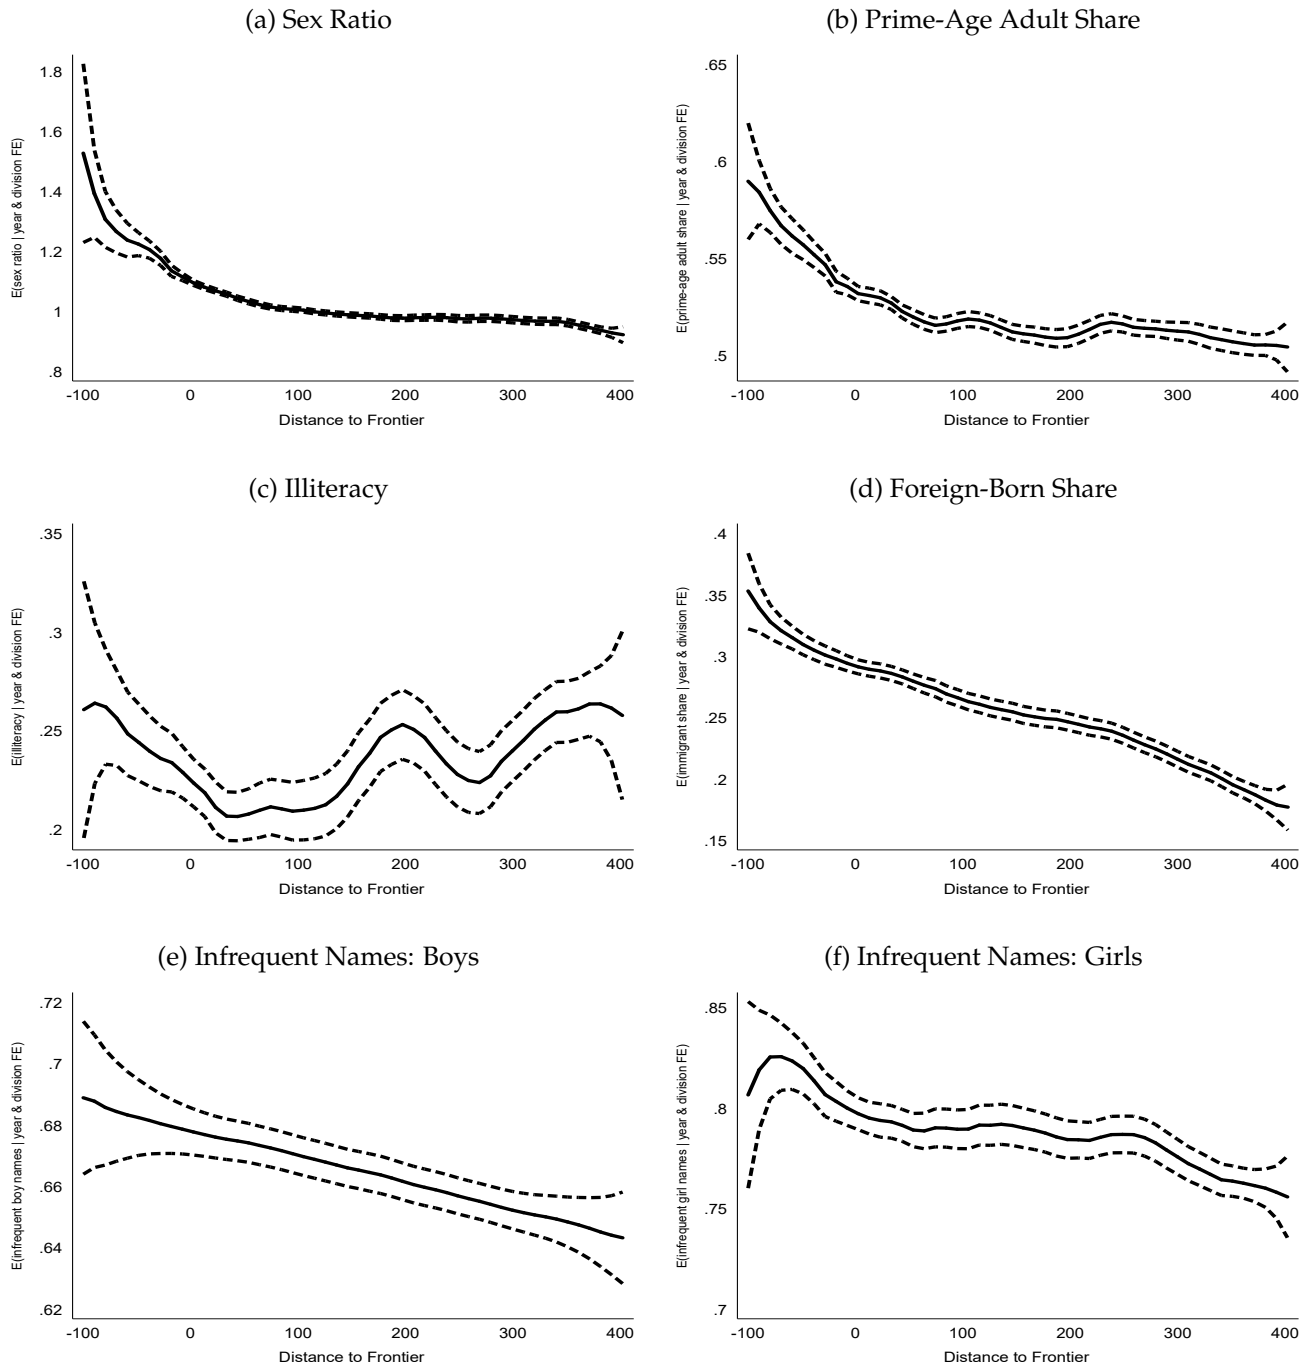 (a) Sex Ratio
E(sex ratio | year & division FE)
1.8
1.6
1.4
1.2
1
.8
-100 0 100 200 300 400
Distance to Frontier
(b) Prime-Age Adult Share
E(prime-age adult share | year & division FE)
.65
.6
.55
.5
-100 0 100 200 300 400
Distance to Frontier
(c) Illiteracy
E(illiteracy | year & division FE)
.35
.3
.25
.2
-100 0 100 200 300 400
Distance to Frontier
(d) Foreign-Born Share
E(immigrant share | year & division FE)
.4
.35
.3
.25
.2
.15
-100 0 100 200 300 400
Distance to Frontier
(e) Infrequent Names: Boys
E(infrequent boy names | year & division FE)
.72
.7
.68
.66
.64
.62
-100 0 100 200 300 400
Distance to Frontier
(f) Infrequent Names: Girls
E(infrequent girl names | year & division FE)
.85
.8
.75
.7
-100 0 100 200 300 400
Distance to Frontier